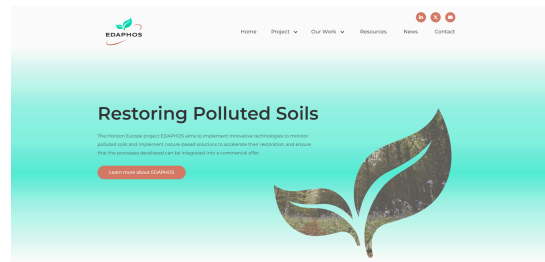 EDAPHOS
Home Project Our Work Resources News Contact
Restoring Polluted Soils
The Horizon Europe project EDAPHOS aims to implement innovative technologies to monitor
polluted soils and implement nature-based solutions to accelerate their restoration and ensure
that the processes developed can be integrated into a commercial offer.
Learn more about EDAPHOS